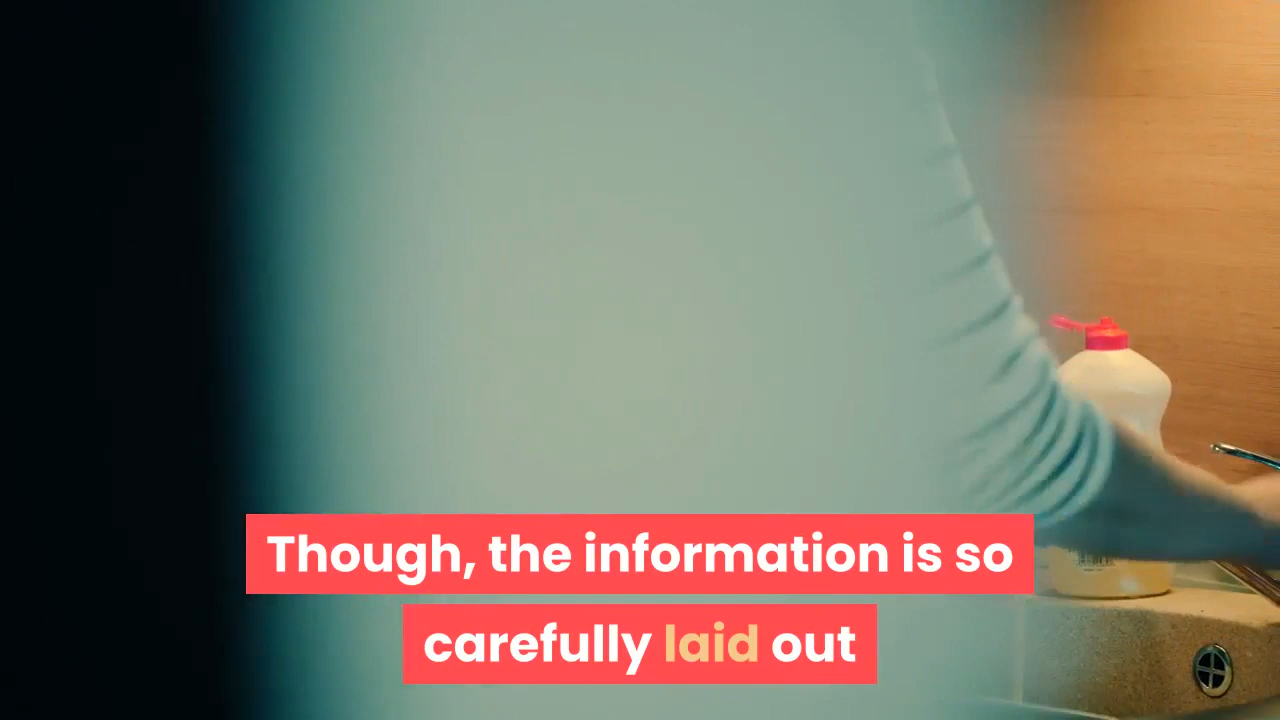 Though, the information is so
carefully laid out